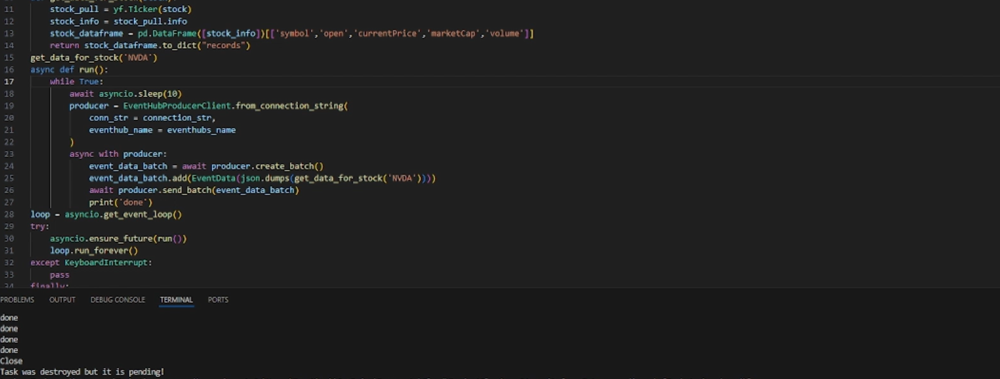 11 stock_pull = yf.Ticker(stock)
12 stock_info = stock_pull.info
13 stock_dataframe = pd.DataFrame([stock_info])[['symbol','open','currentPrice','marketCap','volume']]
14 return stock_dataframe.to_dict("records")
15 get_data_for_stock('NVDA')
16 async def run():
17 while True:
18 await asyncio.sleep(10)
19 producer = EventHubProducerClient.from_connection_string(
20 conn_str = connection_str,
21 eventhub_name = eventhubs_name
22 )
23 async with producer:
24 event_data_batch = await producer.create_batch()
25 event_data_batch.add(EventData(json.dumps(get_data_for_stock('NVDA'))))
26 await producer.send_batch(event_data_batch)
27 print('done')
28 loop = asyncio.get_event_loop()
29 try:
30 asyncio.ensure_future(run())
31 loop.run_forever()
32 except KeyboardInterrupt:
33 pass
34 finally:
PROBLEMS OUTPUT DEBUG CONSOLE TERMINAL PORTS
done
done
done
done
Close
Task was destroyed but it is pending!